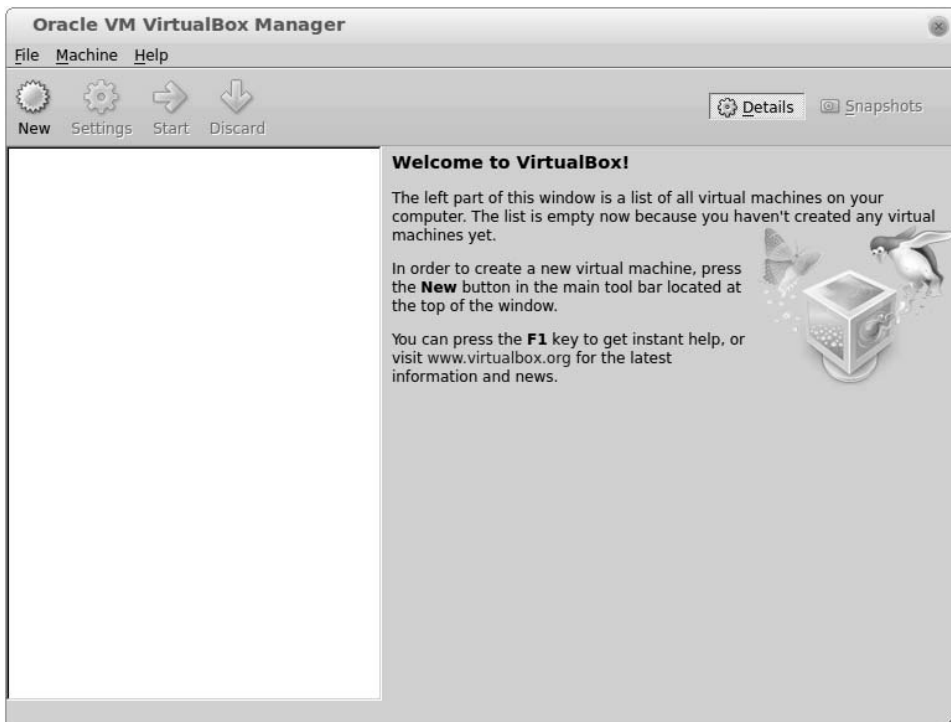 Oracle VM VirtualBox Manager
File Machine Help
New Settings Start Discard
Details Snapshots
Welcome to VirtualBox!
The left part of this window is a list of all virtual machines on your
computer. The list is empty now because you haven't created any virtual
machines yet.
In order to create a new virtual machine, press
the New button in the main tool bar located at
the top of the window.
You can press the F1 key to get instant help, or
visit www.virtualbox.org for the latest
information and news.